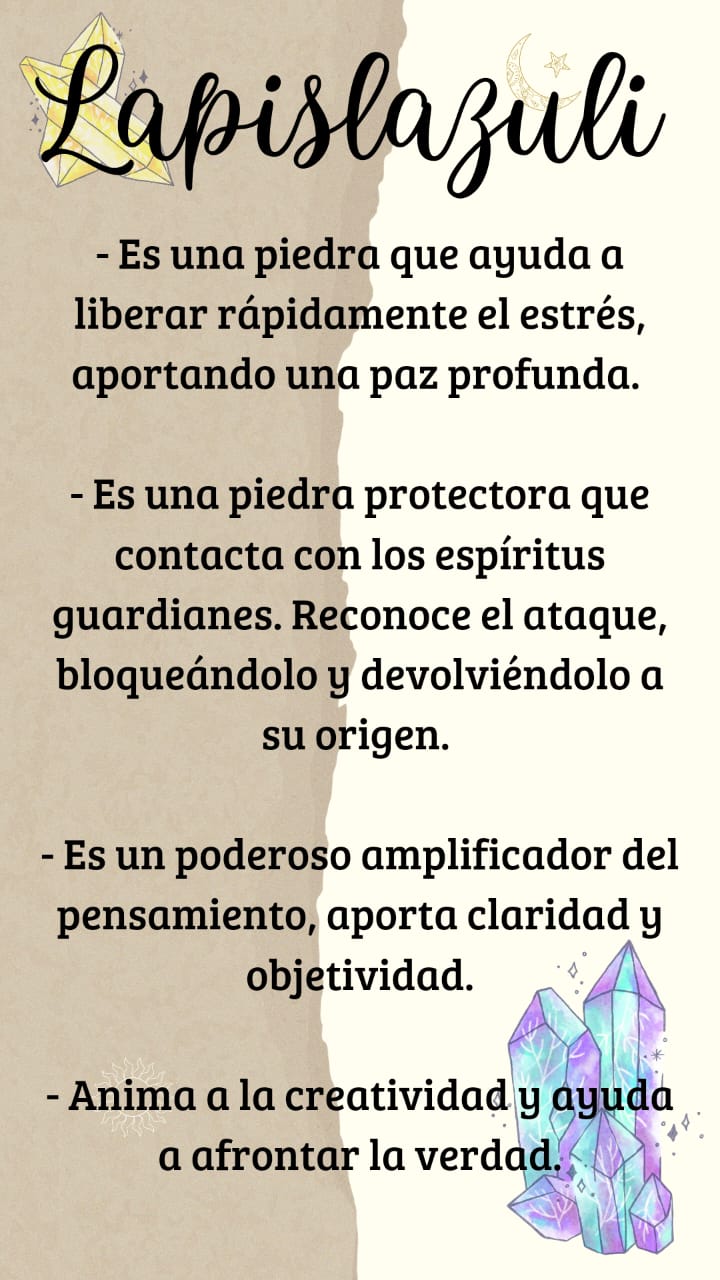 Lapislazuli
- Es una piedra que ayuda a
liberar rápidamente el estrés,
aportando una paz profunda.
- Es una piedra protectora que
contacta con los espíritus
guardianes. Reconoce el ataque,
bloqueándolo y devolviéndolo a
su origen.
- Es un poderoso amplificador del
pensamiento, aporta claridad y
objetividad.
- Anima a la creatividad y ayuda
a afrontar la verdad.